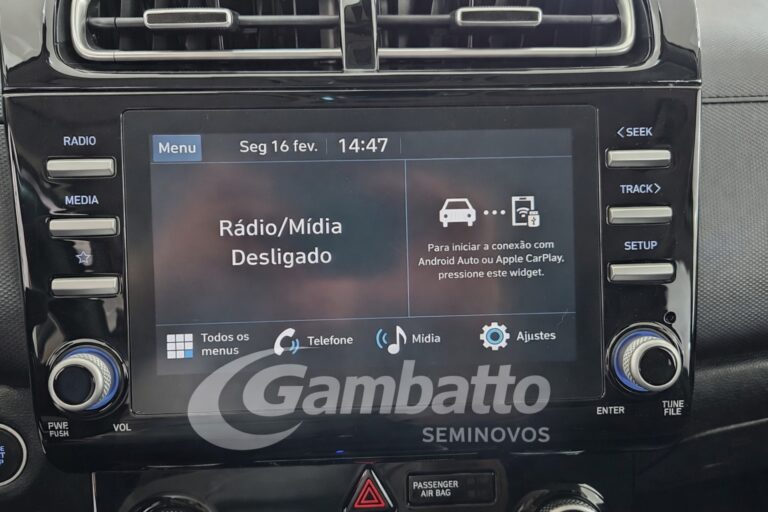 RADIO
MEDIA
PWR
PUSH
VOL
Menu
Seg 16 fev.
14:47
Rádio/Mídia
Desligado
Para iniciar a conexão com
Android Auto ou Apple CarPlay,
pressione este widget.
Todos os
menus
Telefone
Mídia
Ajustes
<SEEK
TRACK>
SETUP
ENTER
TUNE
FILE
Gambatto
SEMINOVOS
PASSENGER
AIR BAG